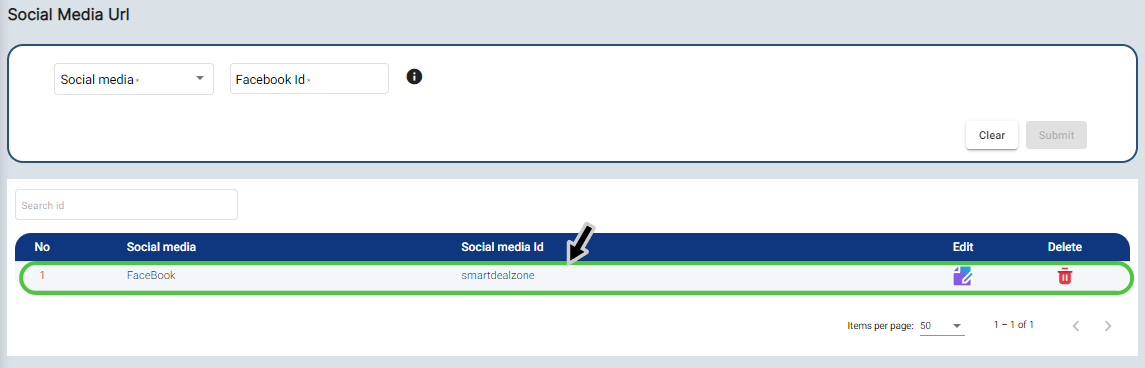 Social Media Url
Social media * Facebook Id *
Clear Submit
Search id
No Social media Social media Id Edit Delete
1 FaceBook smartdealzone
Items per page: 50 1 – 1 of 1